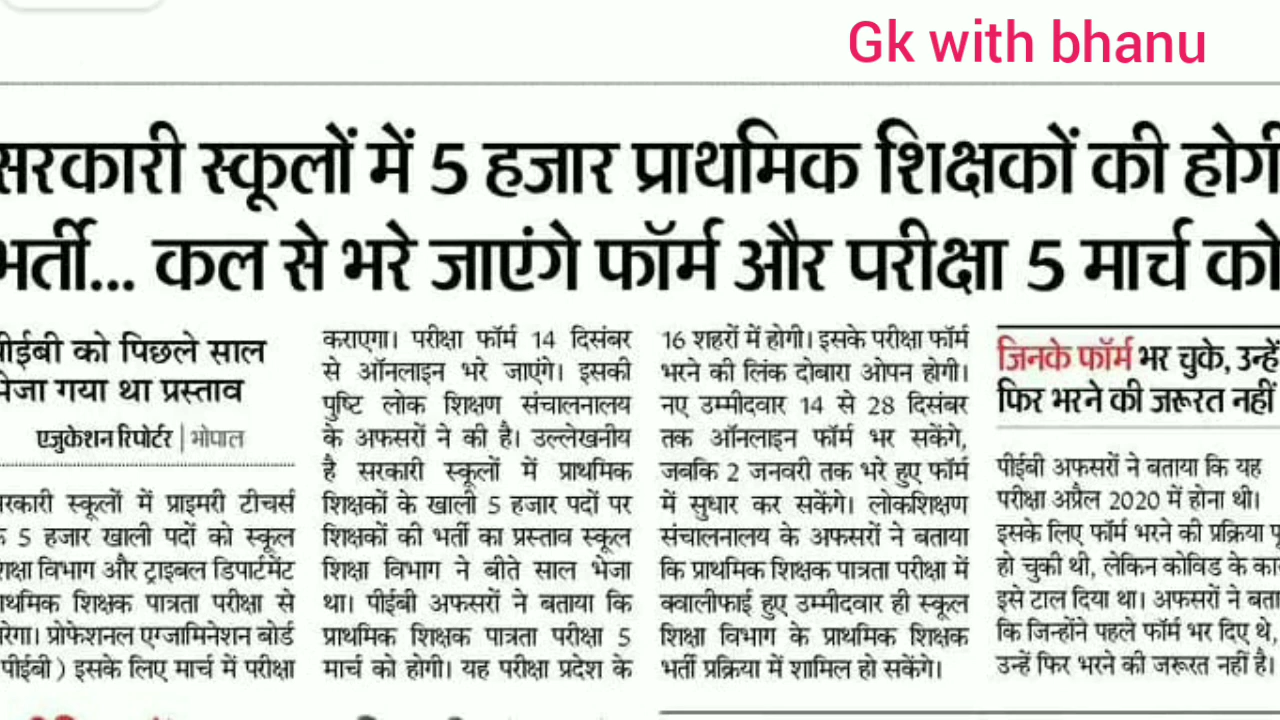 Gk with bhanu
सरकारी स्कूलों में 5 हजार प्राथमिक शिक्षकों की होगी
भर्ती... कल से भरे जाएंगे फॉर्म और परीक्षा 5 मार्च को
पीईबी को पिछले साल
भेजा गया था प्रस्ताव
एजुकेशन रिपोर्टर | भोपाल
सरकारी स्कूलों में प्राइमरी टीचर्स
के 5 हजार खाली पदों को स्कूल
शिक्षा विभाग और ट्राइबल डिपार्टमेंट
प्राथमिक शिक्षक पात्रता परीक्षा से
भरेगा। प्रोफेशनल एग्जामिनेशन बोर्ड
(पीईबी ) इसके लिए मार्च में परीक्षा
कराएगा। परीक्षा फॉर्म 14 दिसंबर
से ऑनलाइन भरे जाएंगे। इसकी
पुष्टि लोक शिक्षण संचालनालय
के अफसरों ने की है। उल्लेखनीय
है सरकारी स्कूलों में प्राथमिक
शिक्षकों के खाली 5 हजार पदों पर
शिक्षकों की भर्ती का प्रस्ताव स्कूल
शिक्षा विभाग ने बीते साल भेजा
था। पीईबी अफसरों ने बताया कि
प्राथमिक शिक्षक पात्रता परीक्षा 5
मार्च को होगी। यह परीक्षा प्रदेश के
16 शहरों में होगी। इसके परीक्षा फॉर्म
भरने की लिंक दोबारा ओपन होगी।
नए उम्मीदवार 14 से 28 दिसंबर
तक ऑनलाइन फॉर्म भर सकेंगे,
जबकि 2 जनवरी तक भरे हुए फॉर्म
में सुधार कर सकेंगे। लोकशिक्षण
संचालनालय के अफसरों ने बताया
कि प्राथमिक शिक्षक पात्रता परीक्षा में
क्वालीफाई हुए उम्मीदवार ही स्कूल
शिक्षा विभाग के प्राथमिक शिक्षक
भर्ती प्रक्रिया में शामिल हो सकेंगे।
जिनके फॉर्म भर चुके, उन्हें
फिर भरने की जरूरत नहीं
पीईबी अफसरों ने बताया कि यह
परीक्षा अप्रैल 2020 में होना थी।
इसके लिए फॉर्म भरने की प्रक्रिया
हो चुकी थी, लेकिन कोविड के
इसे टाल दिया था। अफसरों ने
कि जिन्होंने पहले फॉर्म भर दिए थे,
उन्हें फिर भरने की जरूरत नहीं है।